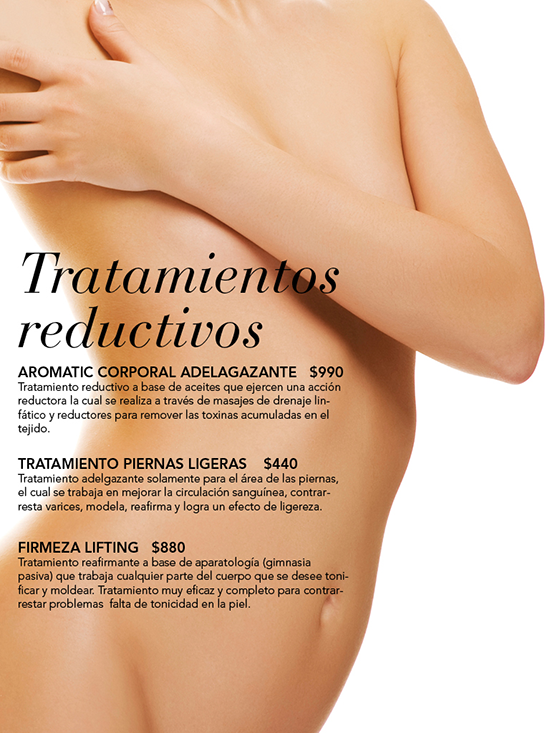 Tratamientos
reductivos
AROMATIC CORPORAL ADELAGAZANTE $990
Tratamiento reductivo a base de aceites que ejercen una acción
reductora la cual se realiza a través de masajes de drenaje lin-
fático y reductores para remover las toxinas acumuladas en el
tejido.
TRATAMIENTO PIERNAS LIGERAS $440
Tratamiento adelgazante solamente para el área de las piernas,
el cual se trabaja en mejorar la circulación sanguínea, contrar-
resta varices, modela, reafirma y logra un efecto de ligereza.
FIRMEZA LIFTING $880
Tratamiento reafirmante a base de aparatología (gimnasia
pasiva) que trabaja cualquier parte del cuerpo que se desee toni-
ficar y moldear. Tratamiento muy eficaz y completo para contrar-
restar problemas falta de tonicidad en la piel.